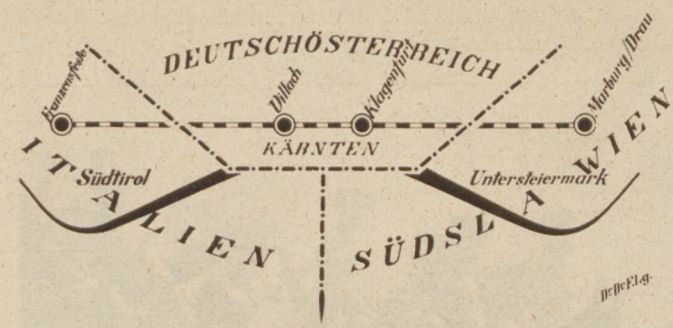 DEUTSCHÖSTERREICH
Franzensfeste
Villach
Klagenfurt
Marburg/Drau
KÄRNTEN
Südtirol
Untersteiermark
ITALIEN
SÜDSLAWIEN